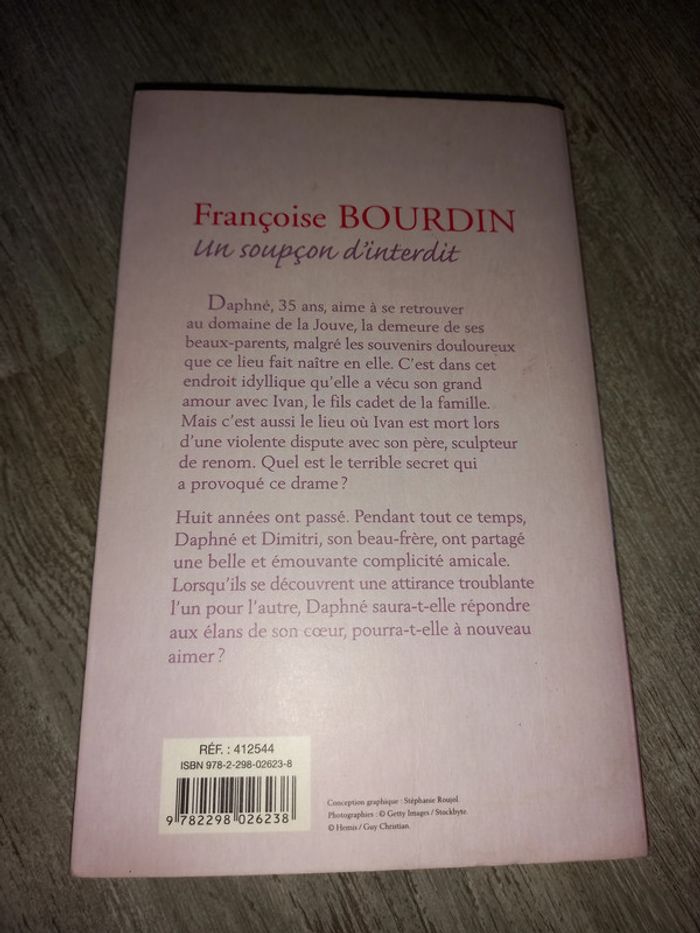 Françoise BOURDIN
Un soupçon d'interdit
Daphné, 35 ans, aime à se retrouver
au domaine de la Jouve, la demeure de ses
beaux-parents, malgré les souvenirs douloureux
que ce lieu fait naître en elle. C'est dans cet
endroit idyllique qu'elle a vécu son grand
amour avec Ivan, le fils cadet de la famille.
Mais c'est aussi le lieu où Ivan est mort lors
d'une violente dispute avec son père, sculpteur
de renom. Quel est le terrible secret qui
a provoqué ce drame ?
Huit années ont passé. Pendant tout ce temps,
Daphné et Dimitri, son beau-frère, ont partagé
une belle et émouvante complicité amicale.
Lorsqu'ils se découvrent une attirance troublante
l'un pour l'autre, Daphné saura-t-elle répondre
aux élans de son cœur, pourra-t-elle à nouveau
aimer ?
RÉF. : 412544
ISBN 978-2-298-02623-8
9 782298 026238
Conception graphique : Stéphanie Roujol.
Photographies : © Getty Images / Stockbyte.
© Hemis / Guy Christian.